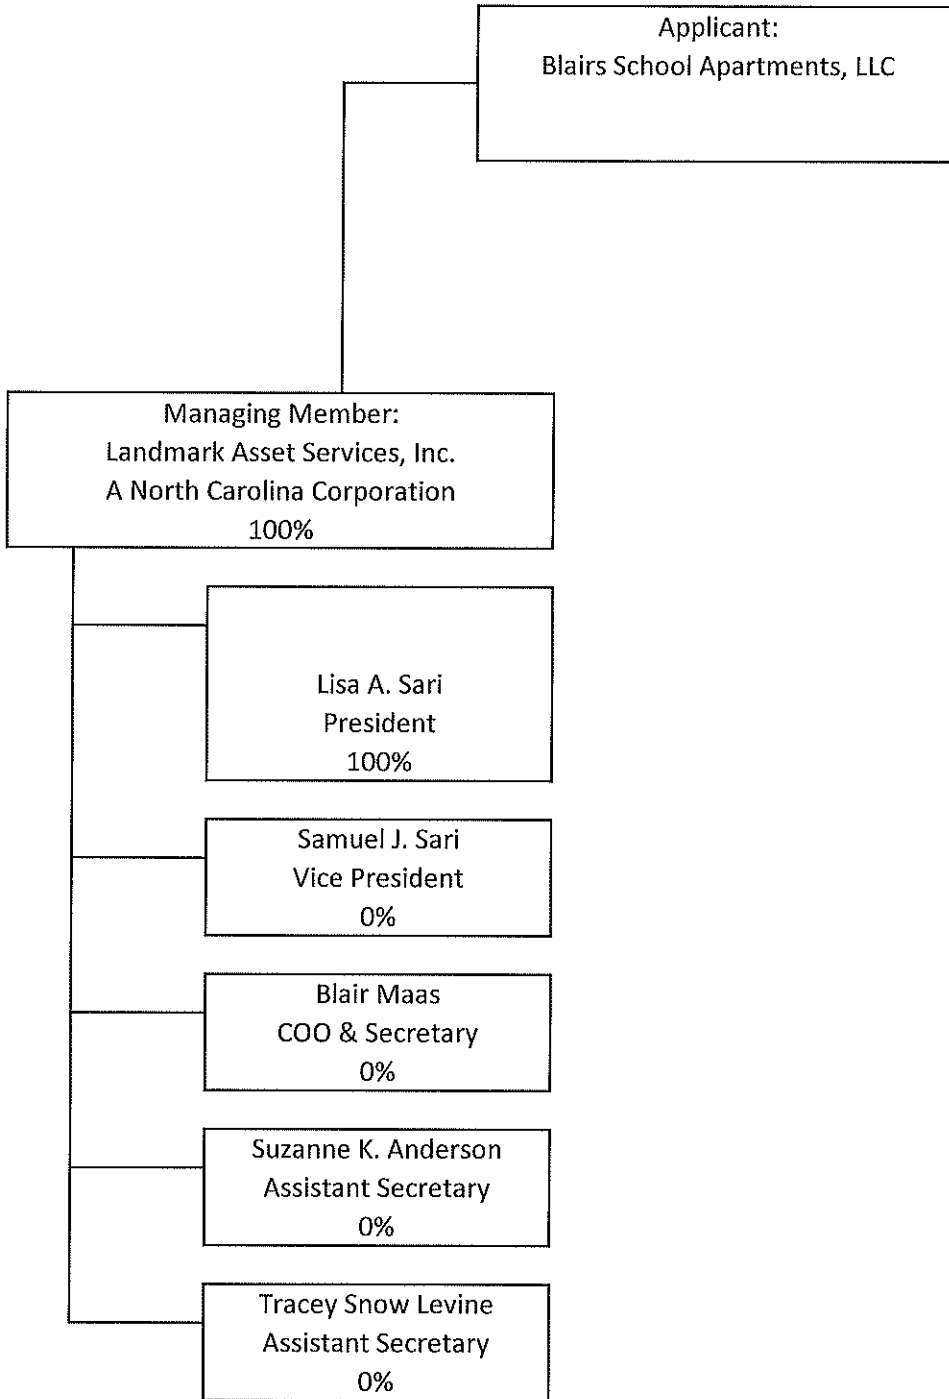 Applicant:
Blairs School Apartments, LLC
Managing Member:
Landmark Asset Services, Inc.
A North Carolina Corporation
100%
Lisa A. Sari
President
100%
Samuel J. Sari
Vice President
0%
Blair Maas
COO & Secretary
0%
Suzanne K. Anderson
Assistant Secretary
0%
Tracey Snow Levine
Assistant Secretary
0%